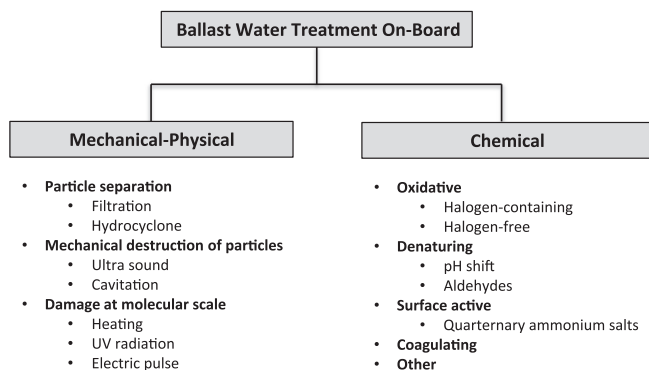 Ballast Water Treatment On-Board
Mechanical-Physical
• Particle separation
• Filtration
• Hydrocyclone
• Mechanical destruction of particles
• Ultra sound
• Cavitation
• Damage at molecular scale
• Heating
• UV radiation
• Electric pulse
Chemical
• Oxidative
• Halogen-containing
• Halogen-free
• Denaturing
• pH shift
• Aldehydes
• Surface active
• Quarternary ammonium salts
• Coagulating
• Other